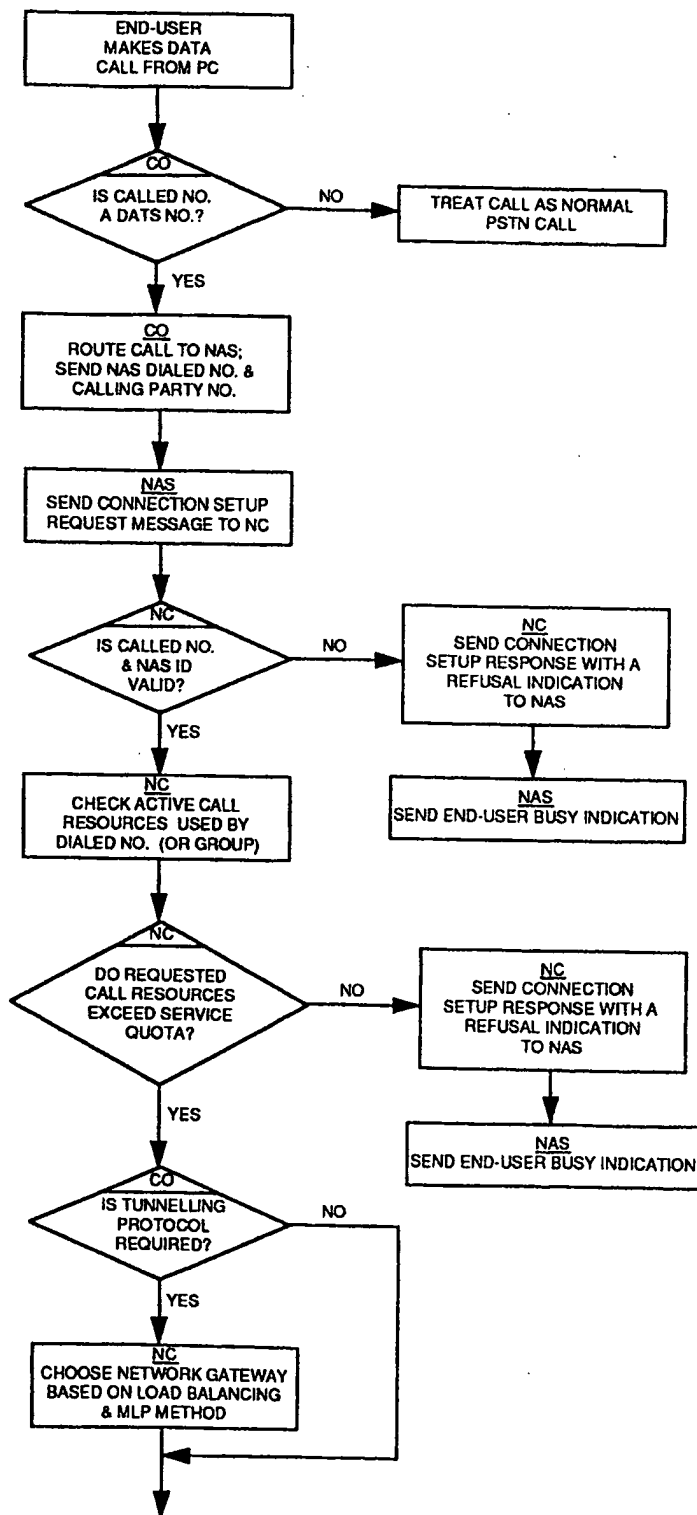 END-USER
MAKES DATA
CALL FROM PC
CO
IS CALLED NO.
A DATS NO.?
NO
TREAT CALL AS NORMAL
PSTN CALL
YES
CO
ROUTE CALL TO NAS;
SEND NAS DIALED NO. &
CALLING PARTY NO.
NAS
SEND CONNECTION SETUP
REQUEST MESSAGE TO NC
NC
IS CALLED NO.
& NAS ID
VALID?
NO
NC
SEND CONNECTION
SETUP RESPONSE WITH A
REFUSAL INDICATION
TO NAS
YES
NAS
SEND END-USER BUSY INDICATION
NC
CHECK ACTIVE CALL
RESOURCES USED BY
DIALED NO. (OR GROUP)
NC
DO REQUESTED
CALL RESOURCES
EXCEED SERVICE
QUOTA?
NO
NC
SEND CONNECTION
SETUP RESPONSE WITH A
REFUSAL INDICATION
TO NAS
YES
NAS
SEND END-USER BUSY INDICATION
CO
IS TUNNELLING
PROTOCOL
REQUIRED?
NO
YES
NC
CHOOSE NETWORK GATEWAY
BASED ON LOAD BALANCING
& MLP METHOD